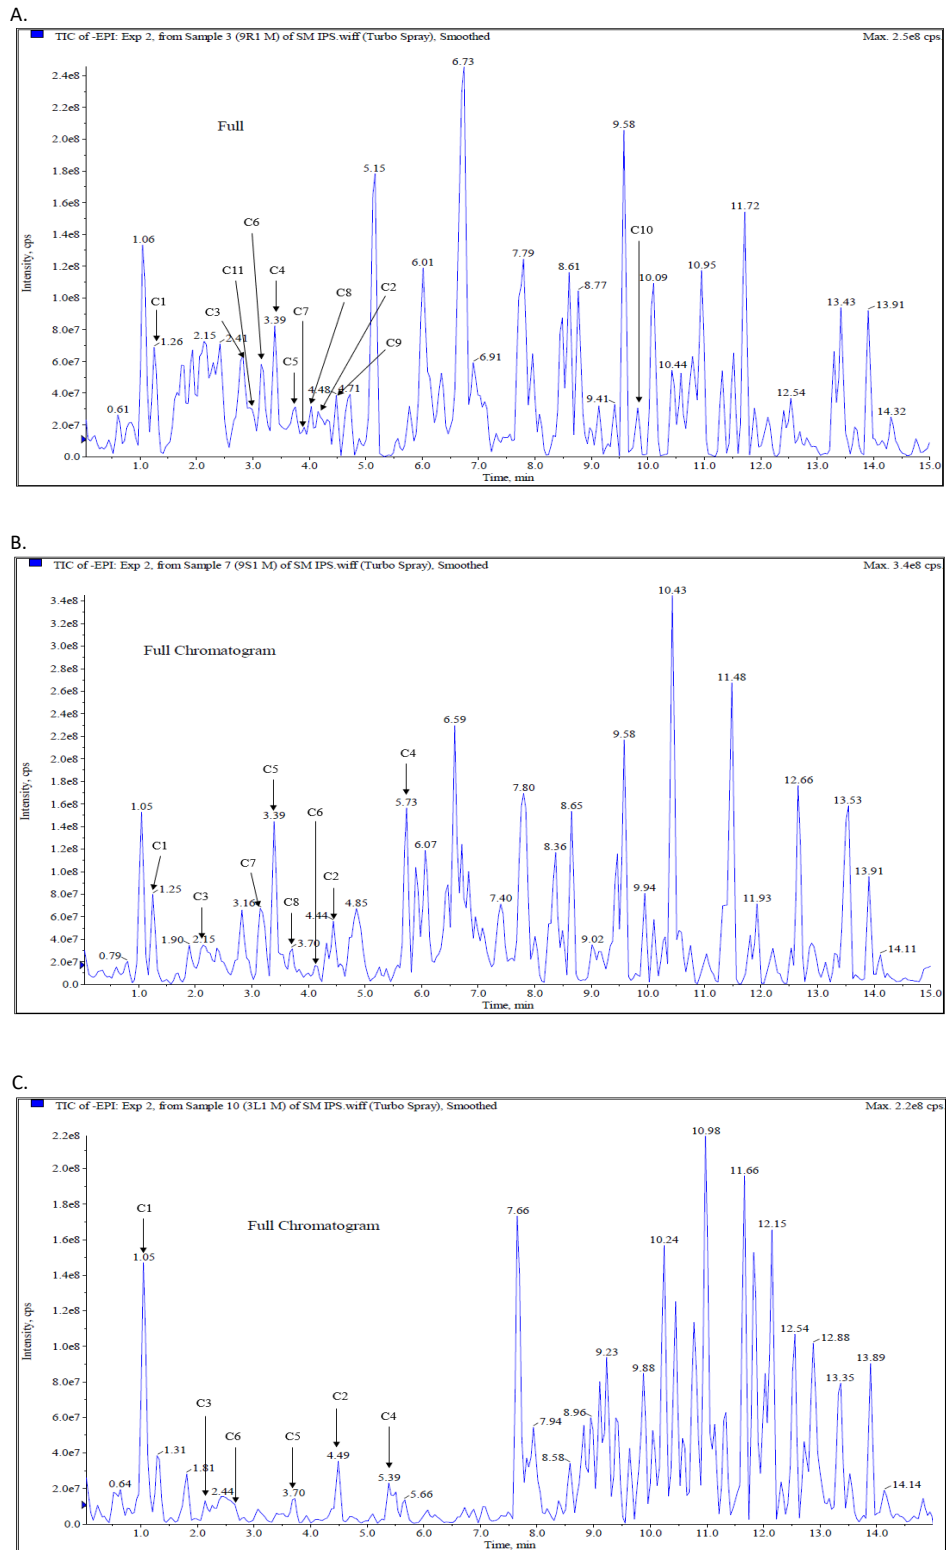 A.
TIC of -EPI: Exp 2, from Sample 3 (9R1 M) of SM IPS.wiff (Turbo Spray), Smoothed Max. 2.5e8 cps.
6.73
2.4e8
2.2e8
Full
9.58
2.0e8
1.8e8
5.15
1.6e8
11.72
C6
1.4e8
C10
1.06
C11
C4
7.79
1.2e8
6.01
8.61
10.95
C1
C8
C2
8.77
10.09
1.0e8
C3
C7
13.43
13.91
3.39
8.0e7
C9
1.26
2.15
2.41
6.0e7
C5
6.91
10.44
4.48
4.71
4.0e7
0.61
9.41
12.54
14.32
2.0e7
0.0
1.0 2.0 3.0 4.0 5.0 6.0 7.0 8.0 9.0 10.0 11.0 12.0 13.0 14.0 15.0
Time, min
Intensity, cps
B.
TIC of -EPI: Exp 2, from Sample 7 (9S1 M) of SM IPS.wiff (Turbo Spray), Smoothed Max. 3.4e8 cps.
10.43
3.4e8
3.2e8
Full Chromatogram
3.0e8
2.8e8
11.48
2.6e8
2.4e8
6.59
2.2e8
9.58
2.0e8
C4
1.8e8
C5
7.80
12.66
1.6e8
5.73
13.53
1.05
3.39
C6
8.65
1.4e8
C1
6.07
8.36
1.2e8
C7
C2
1.0e8
13.91
1.25
C8
9.94
8.0e7
C3
3.16
4.44
4.85
7.40
11.93
6.0e7
1.90
2.15
3.70
4.0e7
0.79
9.02
14.11
2.0e7
0.0
1.0 2.0 3.0 4.0 5.0 6.0 7.0 8.0 9.0 10.0 11.0 12.0 13.0 14.0 15.0
Time, min
Intensity, cps
C.
TIC of -EPI: Exp 2, from Sample 10 (3L1 M) of SM IPS.wiff (Turbo Spray), Smoothed Max. 2.2e8 cps.
10.98
2.2e8
2.0e8
11.66
C1
Full Chromatogram
1.8e8
7.66
12.15
1.6e8
10.24
1.05
1.4e8
1.2e8
12.54
12.88
1.0e8
9.23
13.89
9.88
13.35
8.0e7
C3
C2
C4
8.96
6.0e7
C6
C5
7.94
1.31
4.49
4.0e7
1.81
8.58
0.64
2.44
3.70
5.39
5.66
14.14
2.0e7
0.0
1.0 2.0 3.0 4.0 5.0 6.0 7.0 8.0 9.0 10.0 11.0 12.0 13.0 14.0
Time, min
Intensity, cps